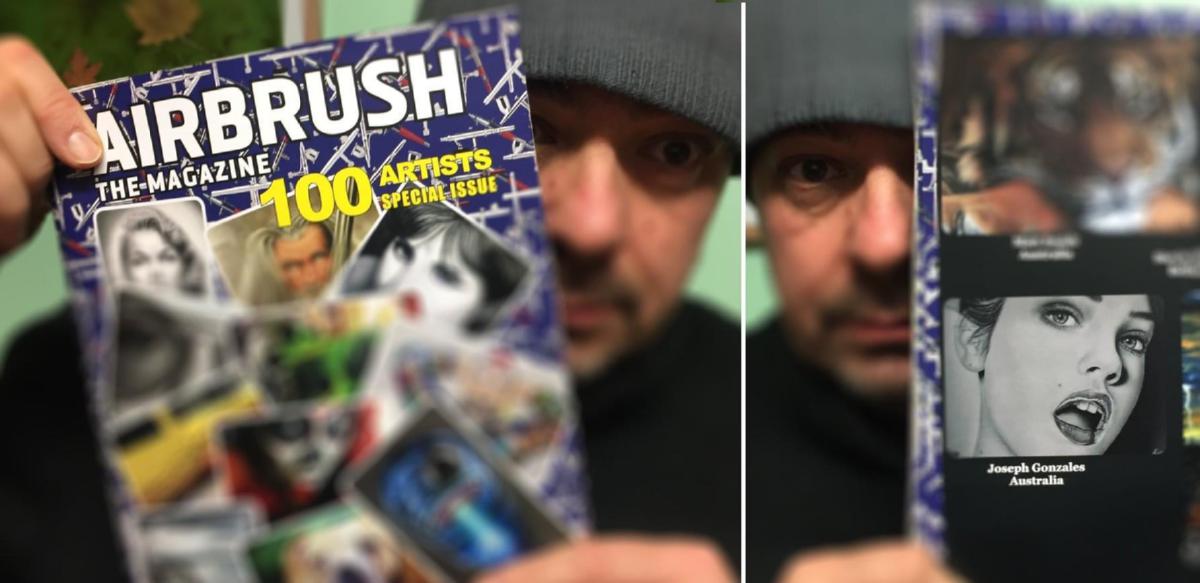 AIRBRUSH
THE MAGAZINE
100 ARTISTS
SPECIAL ISSUE
Joseph Gonzales
Australia